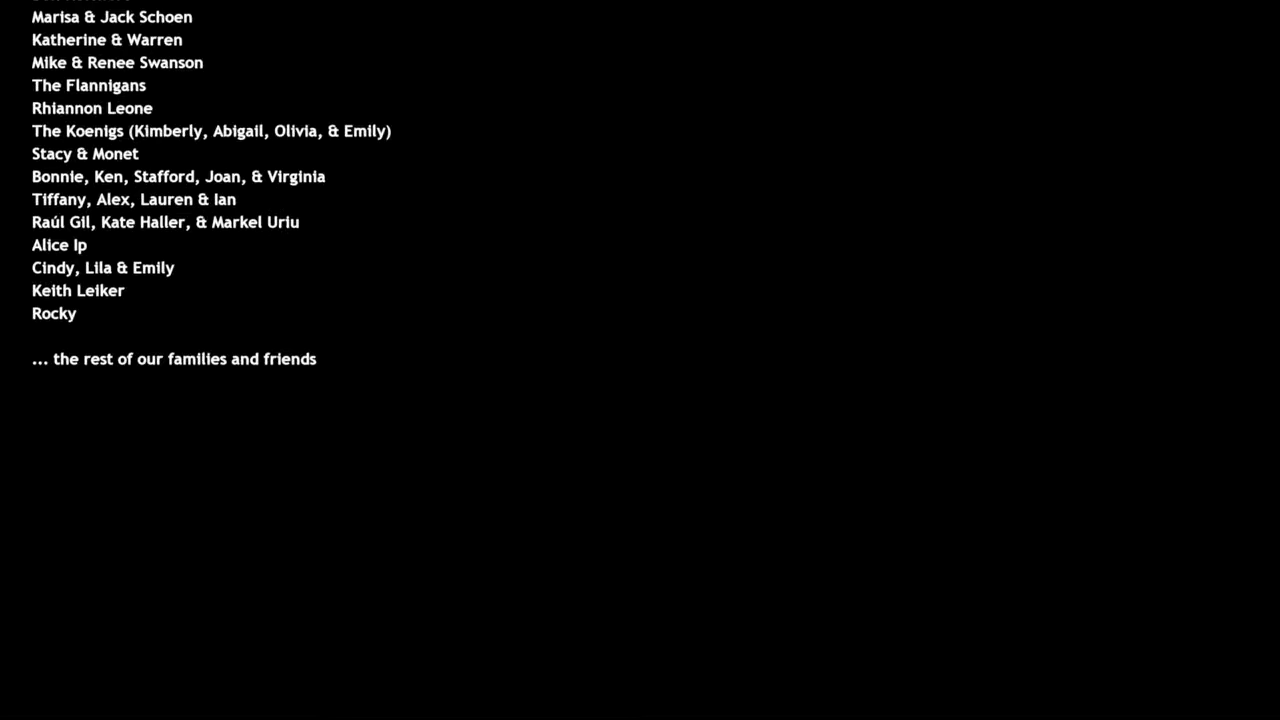 Marisa & Jack Schoen
Katherine & Warren
Mike & Renee Swanson
The Flannigans
Rhiannon Leone
The Koenigs (Kimberly, Abigail, Olivia, & Emily)
Stacy & Monet
Bonnie, Ken, Stafford, Joan, & Virginia
Tiffany, Alex, Lauren & Ian
Raúl Gil, Kate Haller, & Markel Uriu
Alice Ip
Cindy, Lila & Emily
Keith Leiker
Rocky
... the rest of our families and friends